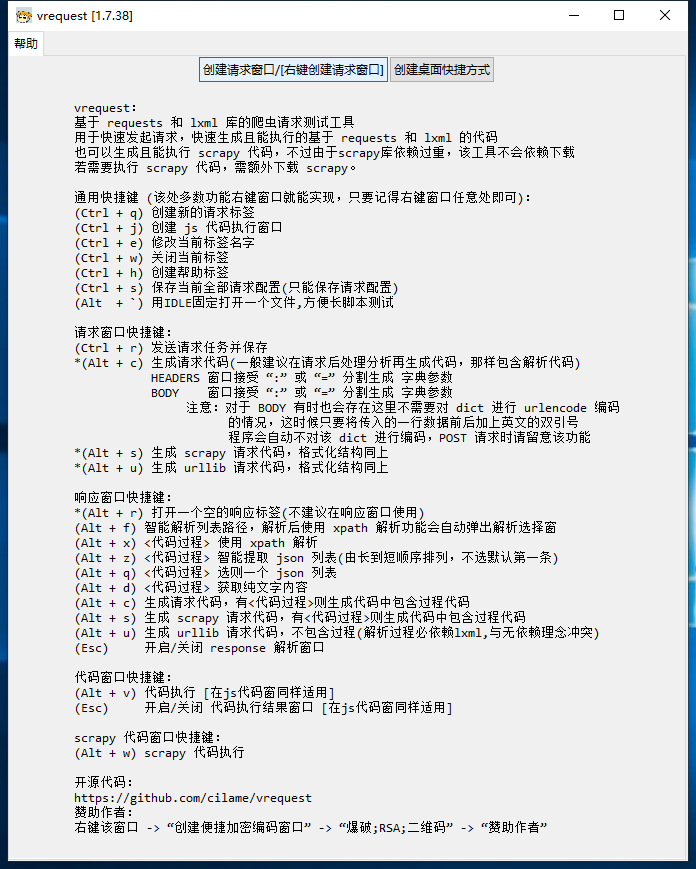 vrequest [1.7.38]
帮助
创建请求窗口/[右键创建请求窗口] 创建桌面快捷方式
vrequest：
基于 requests 和 lxml 库的爬虫请求测试工具
用于快速发起请求，快速生成且能执行的基于 requests 和 lxml 的代码
也可以生成且能执行 scrapy 代码，不过由于scrapy库依赖过重，该工具不会依赖下载
若需要执行 scrapy 代码，需额外下载 scrapy。
通用快捷键 (该处多数功能右键窗口就能实现，只要记得右键窗口任意处即可)：
(Ctrl + q) 创建新的请求标签
(Ctrl + j) 创建 js 代码执行窗口
(Ctrl + e) 修改当前标签名字
(Ctrl + w) 关闭当前标签
(Ctrl + h) 创建帮助标签
(Ctrl + s) 保存当前全部请求配置(只能保存请求配置)
(Alt + `) 用IDLE固定打开一个文件,方便长脚本测试
请求窗口快捷键：
(Ctrl + r) 发送请求任务并保存
*(Alt + c) 生成请求代码(一般建议在请求后处理分析再生成代码，那样包含解析代码)
HEADERS 窗口接受 “:” 或 “=” 分割生成 字典参数
BODY 窗口接受 “:” 或 “=” 分割生成 字典参数
注意：对于 BODY 有时也会存在这里不需要对 dict 进行 urlencode 编码
的情况，这时候只要将传入的一行数据前后加上英文的双引号
程序会自动不对该 dict 进行编码，POST 请求时请留意该功能
*(Alt + s) 生成 scrapy 请求代码，格式化结构同上
*(Alt + u) 生成 urllib 请求代码，格式化结构同上
响应窗口快捷键：
*(Alt + r) 打开一个空的响应标签(不建议在响应窗口使用)
(Alt + f) 智能解析列表路径，解析后使用 xpath 解析功能会自动弹出解析选择窗
(Alt + x) <代码过程> 使用 xpath 解析
(Alt + z) <代码过程> 智能提取 json 列表(由长到短顺序排列，不选默认第一条)
(Alt + q) <代码过程> 选则一个 json 列表
(Alt + d) <代码过程> 获取纯文字内容
(Alt + c) 生成请求代码，有<代码过程>则生成代码中包含过程代码
(Alt + s) 生成 scrapy 请求代码，有<代码过程>则生成代码中包含过程代码
(Alt + u) 生成 urllib 请求代码，不包含过程(解析过程必依赖lxml,与无依赖理念冲突)
(Esc) 开启/关闭 response 解析窗口
代码窗口快捷键：
(Alt + v) 代码执行 [在js代码窗同样适用]
(Esc) 开启/关闭 代码执行结果窗口 [在js代码窗同样适用]
scrapy 代码窗口快捷键：
(Alt + w) scrapy 代码执行
开源代码：
https://github.com/cilame/vrequest
赞助作者：
右键该窗口 -> “创建便捷加密编码窗口” -> “爆破;RSA;二维码” -> “赞助作者”